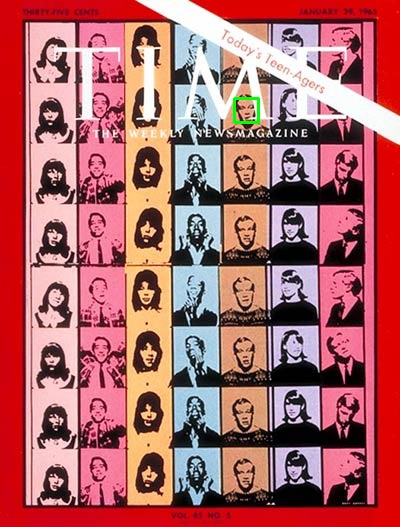 THIRTY-FIVE CENTS
JANUARY 29, 1965
Today's Teen-Agers
TIME
THE WEEKLY NEWSMAGAZINE
VOL. 85 NO. 5